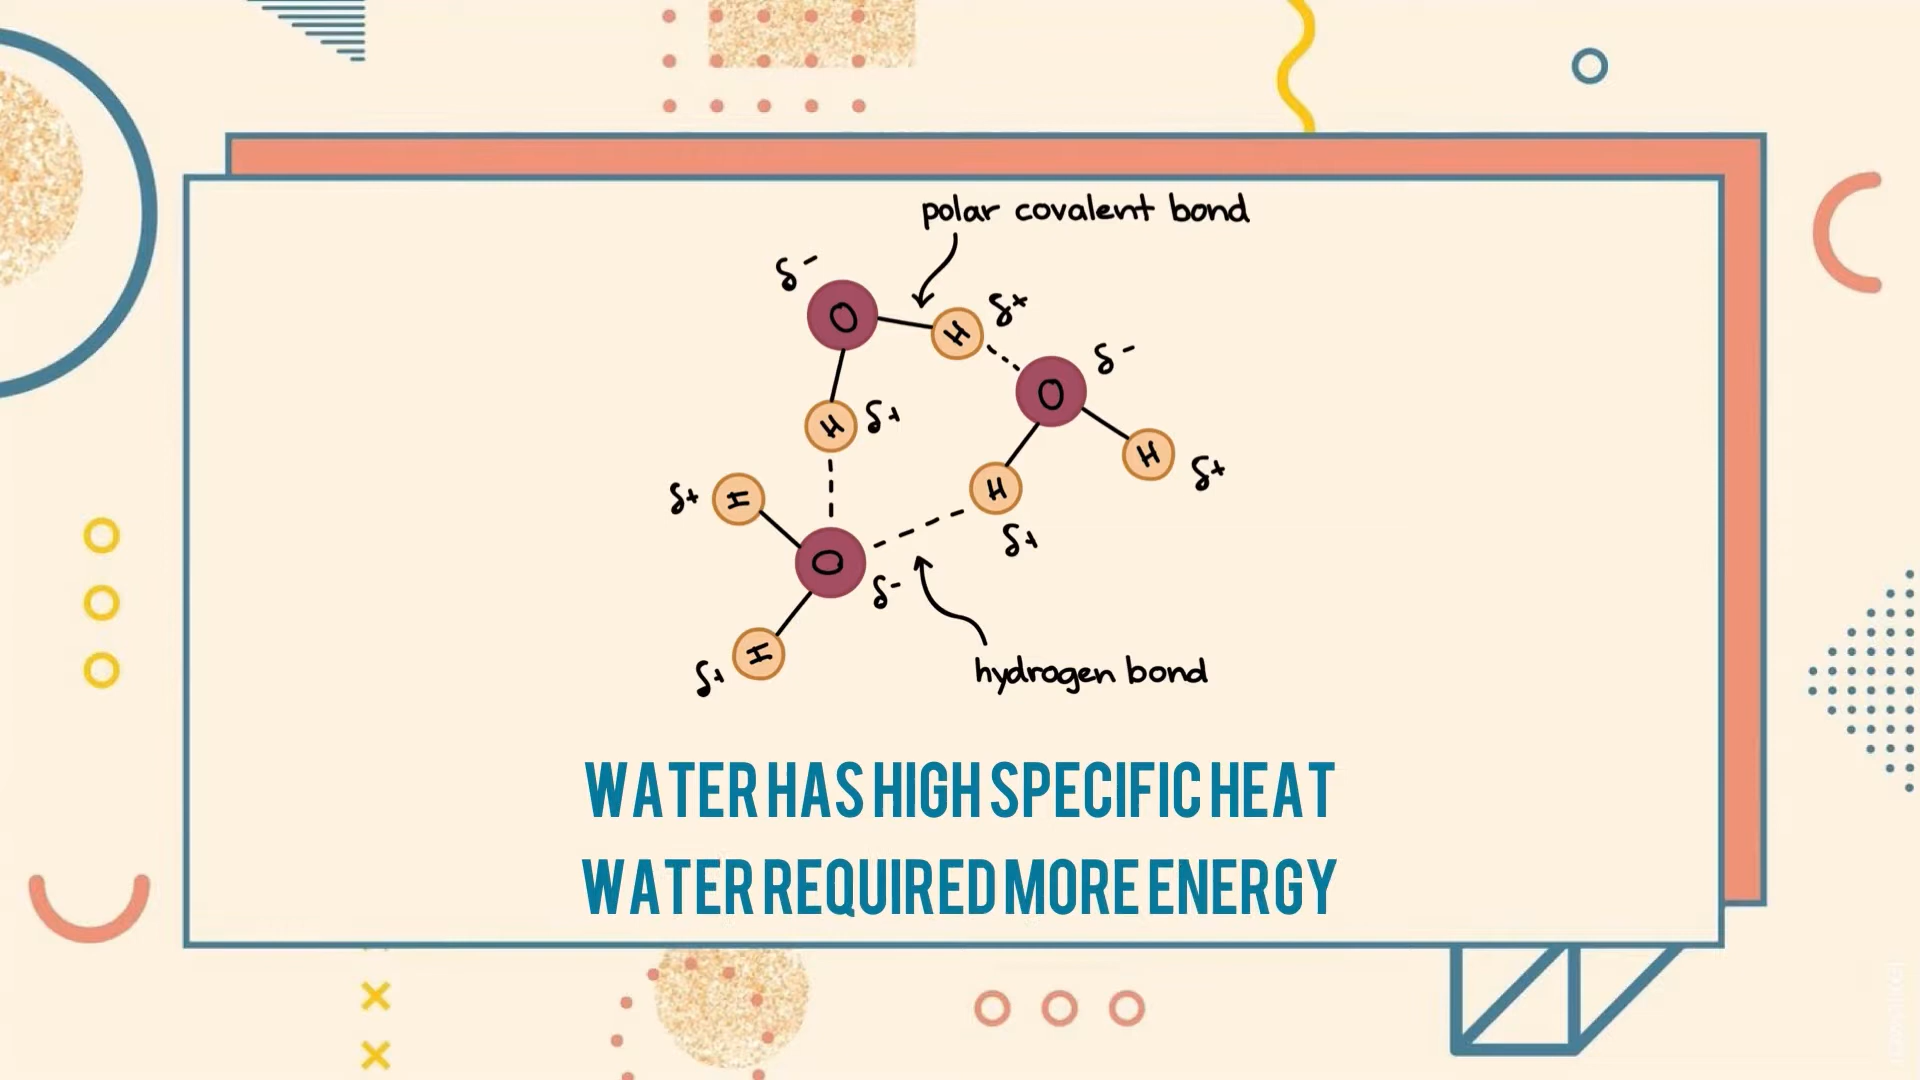 polar covalent bond
δ-
O
H
δ+
δ-
O
H
δ+
H
δ+
H
δ+
δ+
H
O
δ-
H
δ+
hydrogen bond
WATER HAS HIGH SPECIFIC HEAT
WATER REQUIRED MORE ENERGY